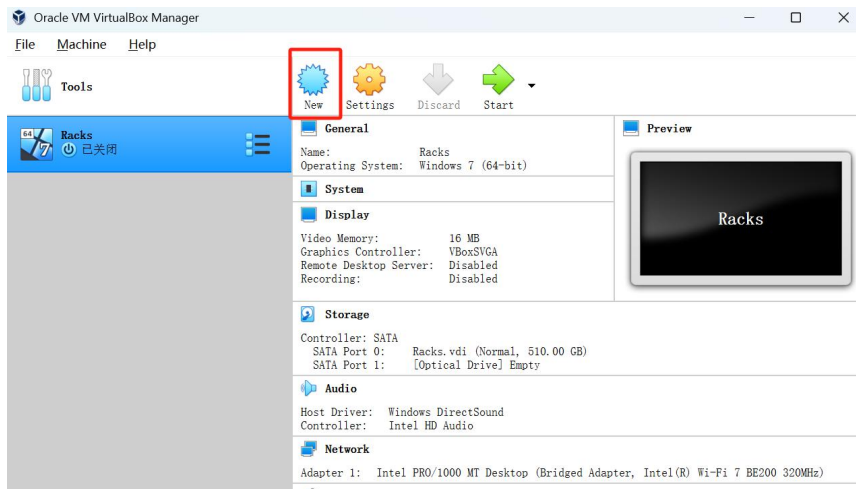 Oracle VM VirtualBox Manager
File Machine Help
Tools
New Settings Discard Start
64 7 Racks
已关闭
General
Name: Racks
Operating System: Windows 7 (64-bit)
System
Display
Video Memory: 16 MB
Graphics Controller: VBoxSVGA
Remote Desktop Server: Disabled
Recording: Disabled
Preview
Racks
Storage
Controller: SATA
SATA Port 0: Racks.vdi (Normal, 510.00 GB)
SATA Port 1: [Optical Drive] Empty
Audio
Host Driver: Windows DirectSound
Controller: Intel HD Audio
Network
Adapter 1: Intel PRO/1000 MT Desktop (Bridged Adapter, Intel(R) Wi-Fi 7 BE200 320MHz)